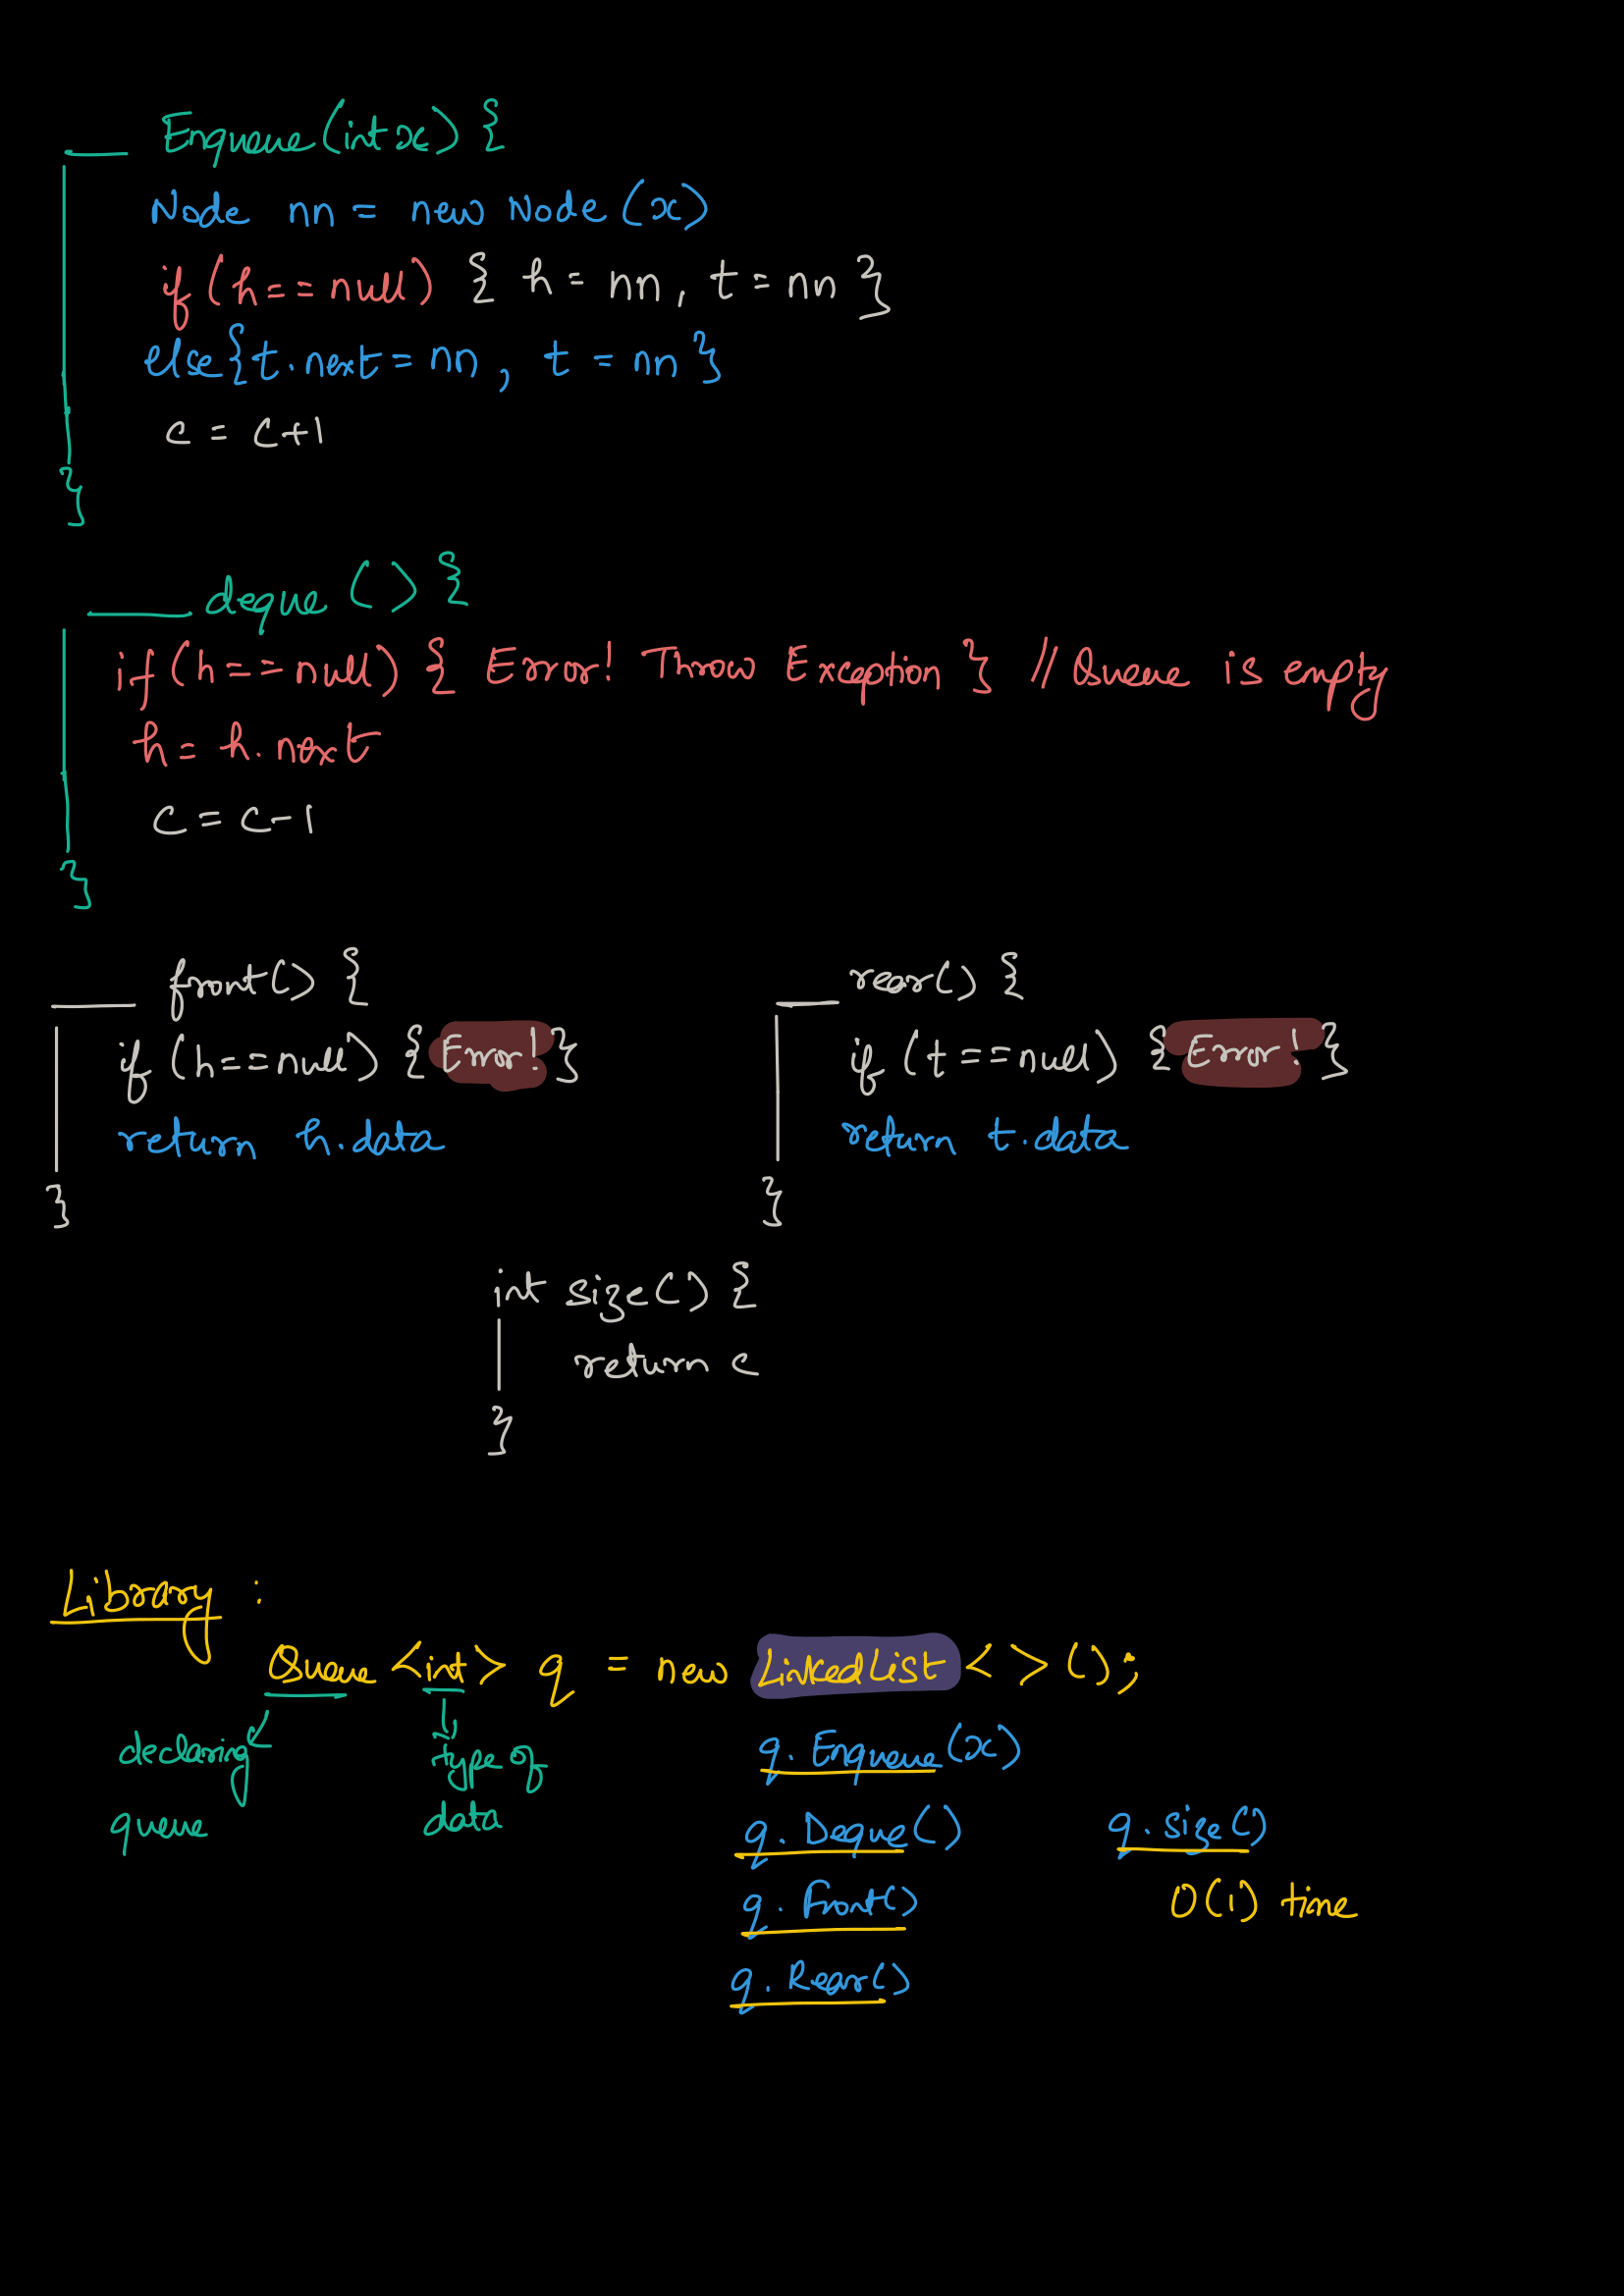 Enqueue(int x) {
Node nn = new Node(x)
if (h==null) { h = nn, t = nn }
else{t.next=nn, t = nn}
c = c+1
}
deque() {
if(h==null) { Error! Throw Exception } // Queue is empty
h = h.next
c = c-1
}
front() {
if (h==null) {Error!}
return h.data
}
rear() {
if (t==null) {Error!}
return t.data
}
int size() {
return c
}
Library :
Queue <int> q = new LinkedList < > ();
declaring queue
type of data
q. Enqueue(x)
q. Deque()
q. Front()
q. Rear()
q. size()
O(1) time